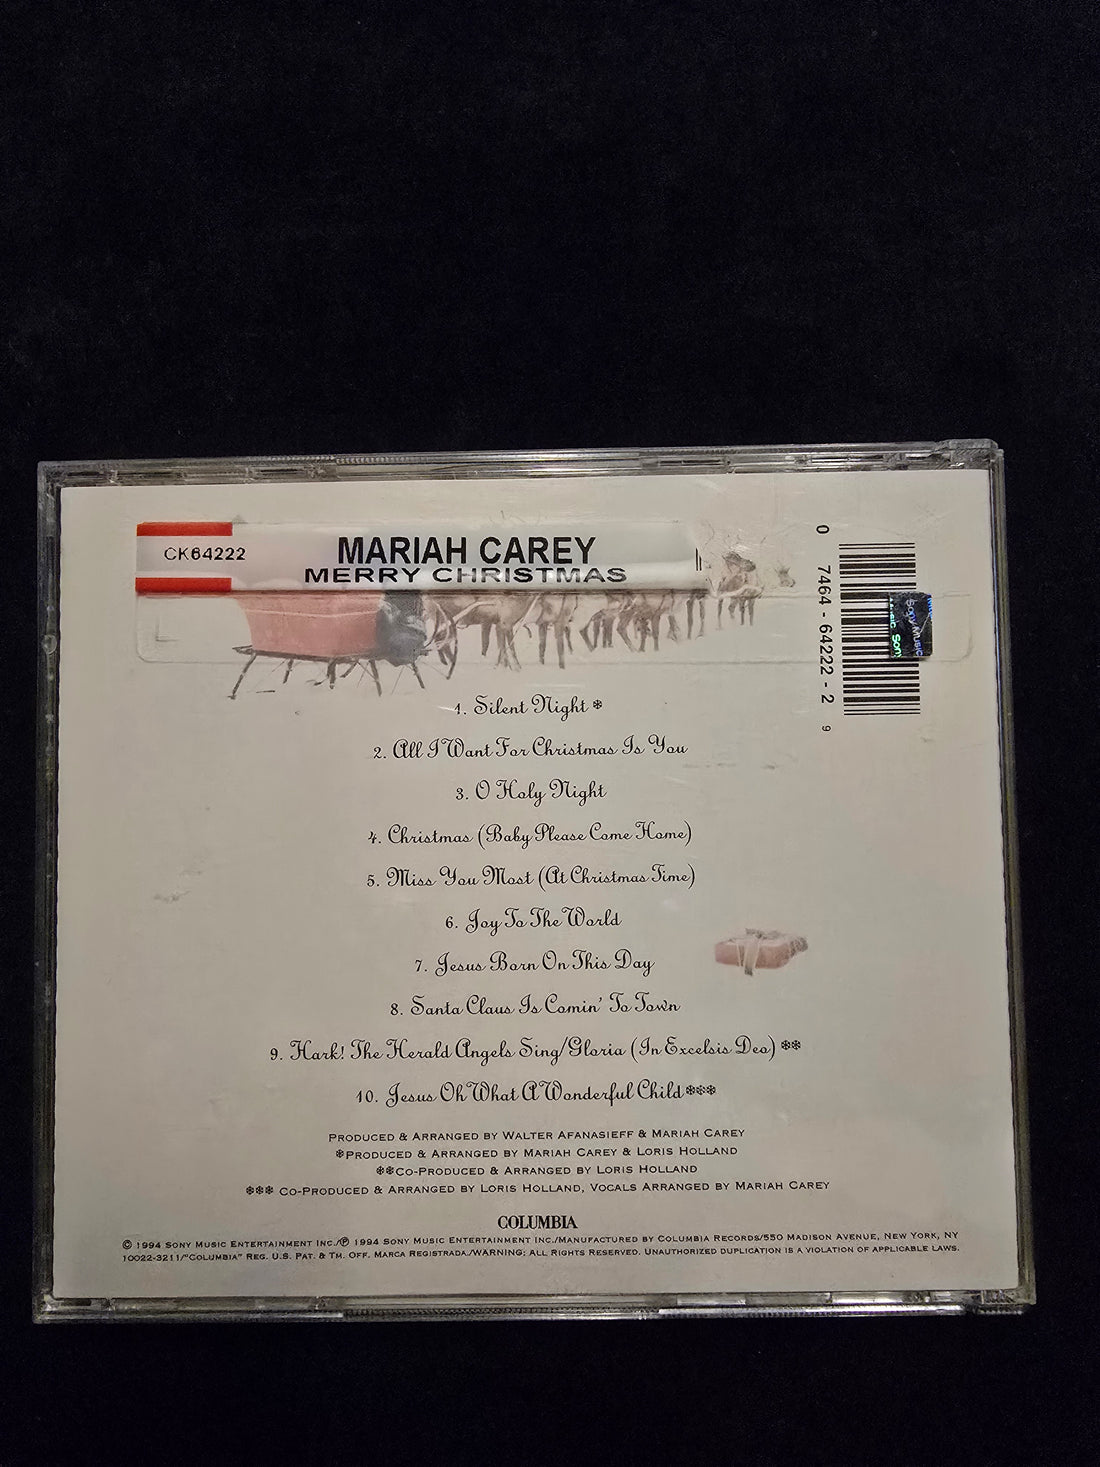 CK64222
MARIAH CAREY
MERRY CHRISTMAS
0 7464-64222-2 9
Sony Music
Music Sony
1. Silent Night ❄
2. All I Want For Christmas Is You
3. O Holy Night
4. Christmas (Baby Please Come Home)
5. Miss You Most (At Christmas Time)
6. Joy To The World
7. Jesus Born On This Day
8. Santa Claus Is Comin' To Town
9. Hark! The Herald Angels Sing/Gloria (In Excelsis Deo) ❄❄
10. Jesus Oh What A Wonderful Child ❄❄❄
PRODUCED & ARRANGED BY WALTER AFANASIEFF & MARIAH CAREY
❄PRODUCED & ARRANGED BY MARIAH CAREY & LORIS HOLLAND
❄❄CO-PRODUCED & ARRANGED BY LORIS HOLLAND
❄❄❄ CO-PRODUCED & ARRANGED BY LORIS HOLLAND, VOCALS ARRANGED BY MARIAH CAREY
COLUMBIA
© 1994 SONY MUSIC ENTERTAINMENT INC./℗ 1994 SONY MUSIC ENTERTAINMENT INC./MANUFACTURED BY COLUMBIA RECORDS/550 MADISON AVENUE, NEW YORK, NY
10022-3211/"COLUMBIA" REG. U.S. PAT. & TM. OFF. MARCA REGISTRADA./WARNING: ALL RIGHTS RESERVED. UNAUTHORIZED DUPLICATION IS A VIOLATION OF APPLICABLE LAWS.